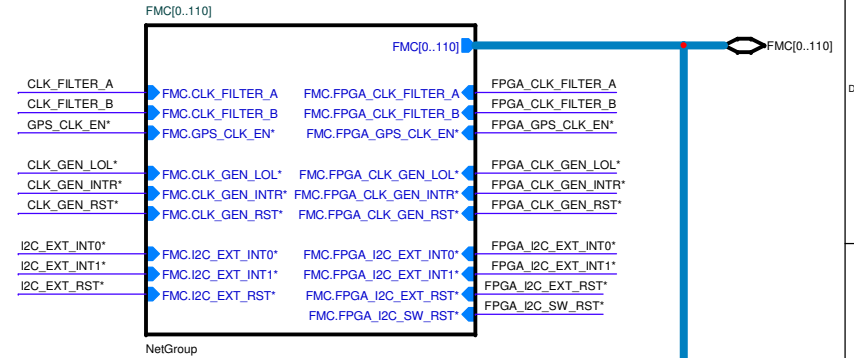 FMC[0..110]
FMC[0..110] FMC[0..110]
CLK_FILTER_A FMC.CLK_FILTER_A FMC.FPGA_CLK_FILTER_A FPGA_CLK_FILTER_A
D
CLK_FILTER_B FMC.CLK_FILTER_B FMC.FPGA_CLK_FILTER_B FPGA_CLK_FILTER_B
GPS_CLK_EN* FMC.GPS_CLK_EN* FMC.FPGA_GPS_CLK_EN* FPGA_GPS_CLK_EN*
CLK_GEN_LOL* FMC.CLK_GEN_LOL* FMC.FPGA_CLK_GEN_LOL* FPGA_CLK_GEN_LOL*
CLK_GEN_INTR* FMC.CLK_GEN_INTR* FMC.FPGA_CLK_GEN_INTR* FPGA_CLK_GEN_INTR*
CLK_GEN_RST* FMC.CLK_GEN_RST* FMC.FPGA_CLK_GEN_RST* FPGA_CLK_GEN_RST*
I2C_EXT_INT0* FMC.I2C_EXT_INT0* FMC.FPGA_I2C_EXT_INT0* FPGA_I2C_EXT_INT0*
I2C_EXT_INT1* FMC.I2C_EXT_INT1* FMC.FPGA_I2C_EXT_INT1* FPGA_I2C_EXT_INT1*
I2C_EXT_RST* FMC.I2C_EXT_RST* FMC.FPGA_I2C_EXT_RST* FPGA_I2C_EXT_RST*
FMC.FPGA_I2C_SW_RST* FPGA_I2C_SW_RST*
NetGroup